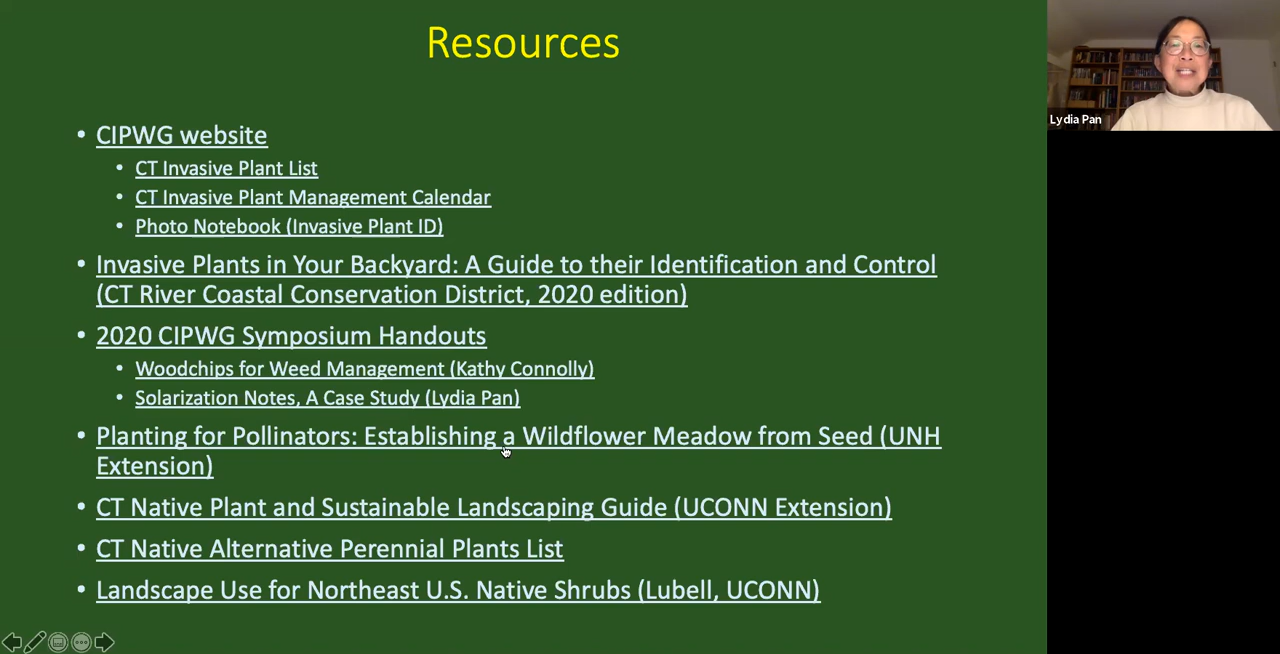 Resources
CIPWG website
CT Invasive Plant List
CT Invasive Plant Management Calendar
Photo Notebook (Invasive Plant ID)
Invasive Plants in Your Backyard: A Guide to their Identification and Control
(CT River Coastal Conservation District, 2020 edition)
2020 CIPWG Symposium Handouts
Woodchips for Weed Management (Kathy Connolly)
Solarization Notes, A Case Study (Lydia Pan)
Planting for Pollinators: Establishing a Wildflower Meadow from Seed (UNH
Extension)
CT Native Plant and Sustainable Landscaping Guide (UCONN Extension)
CT Native Alternative Perennial Plants List
Landscape Use for Northeast U.S. Native Shrubs (Lubell, UCONN)
Lydia Pan